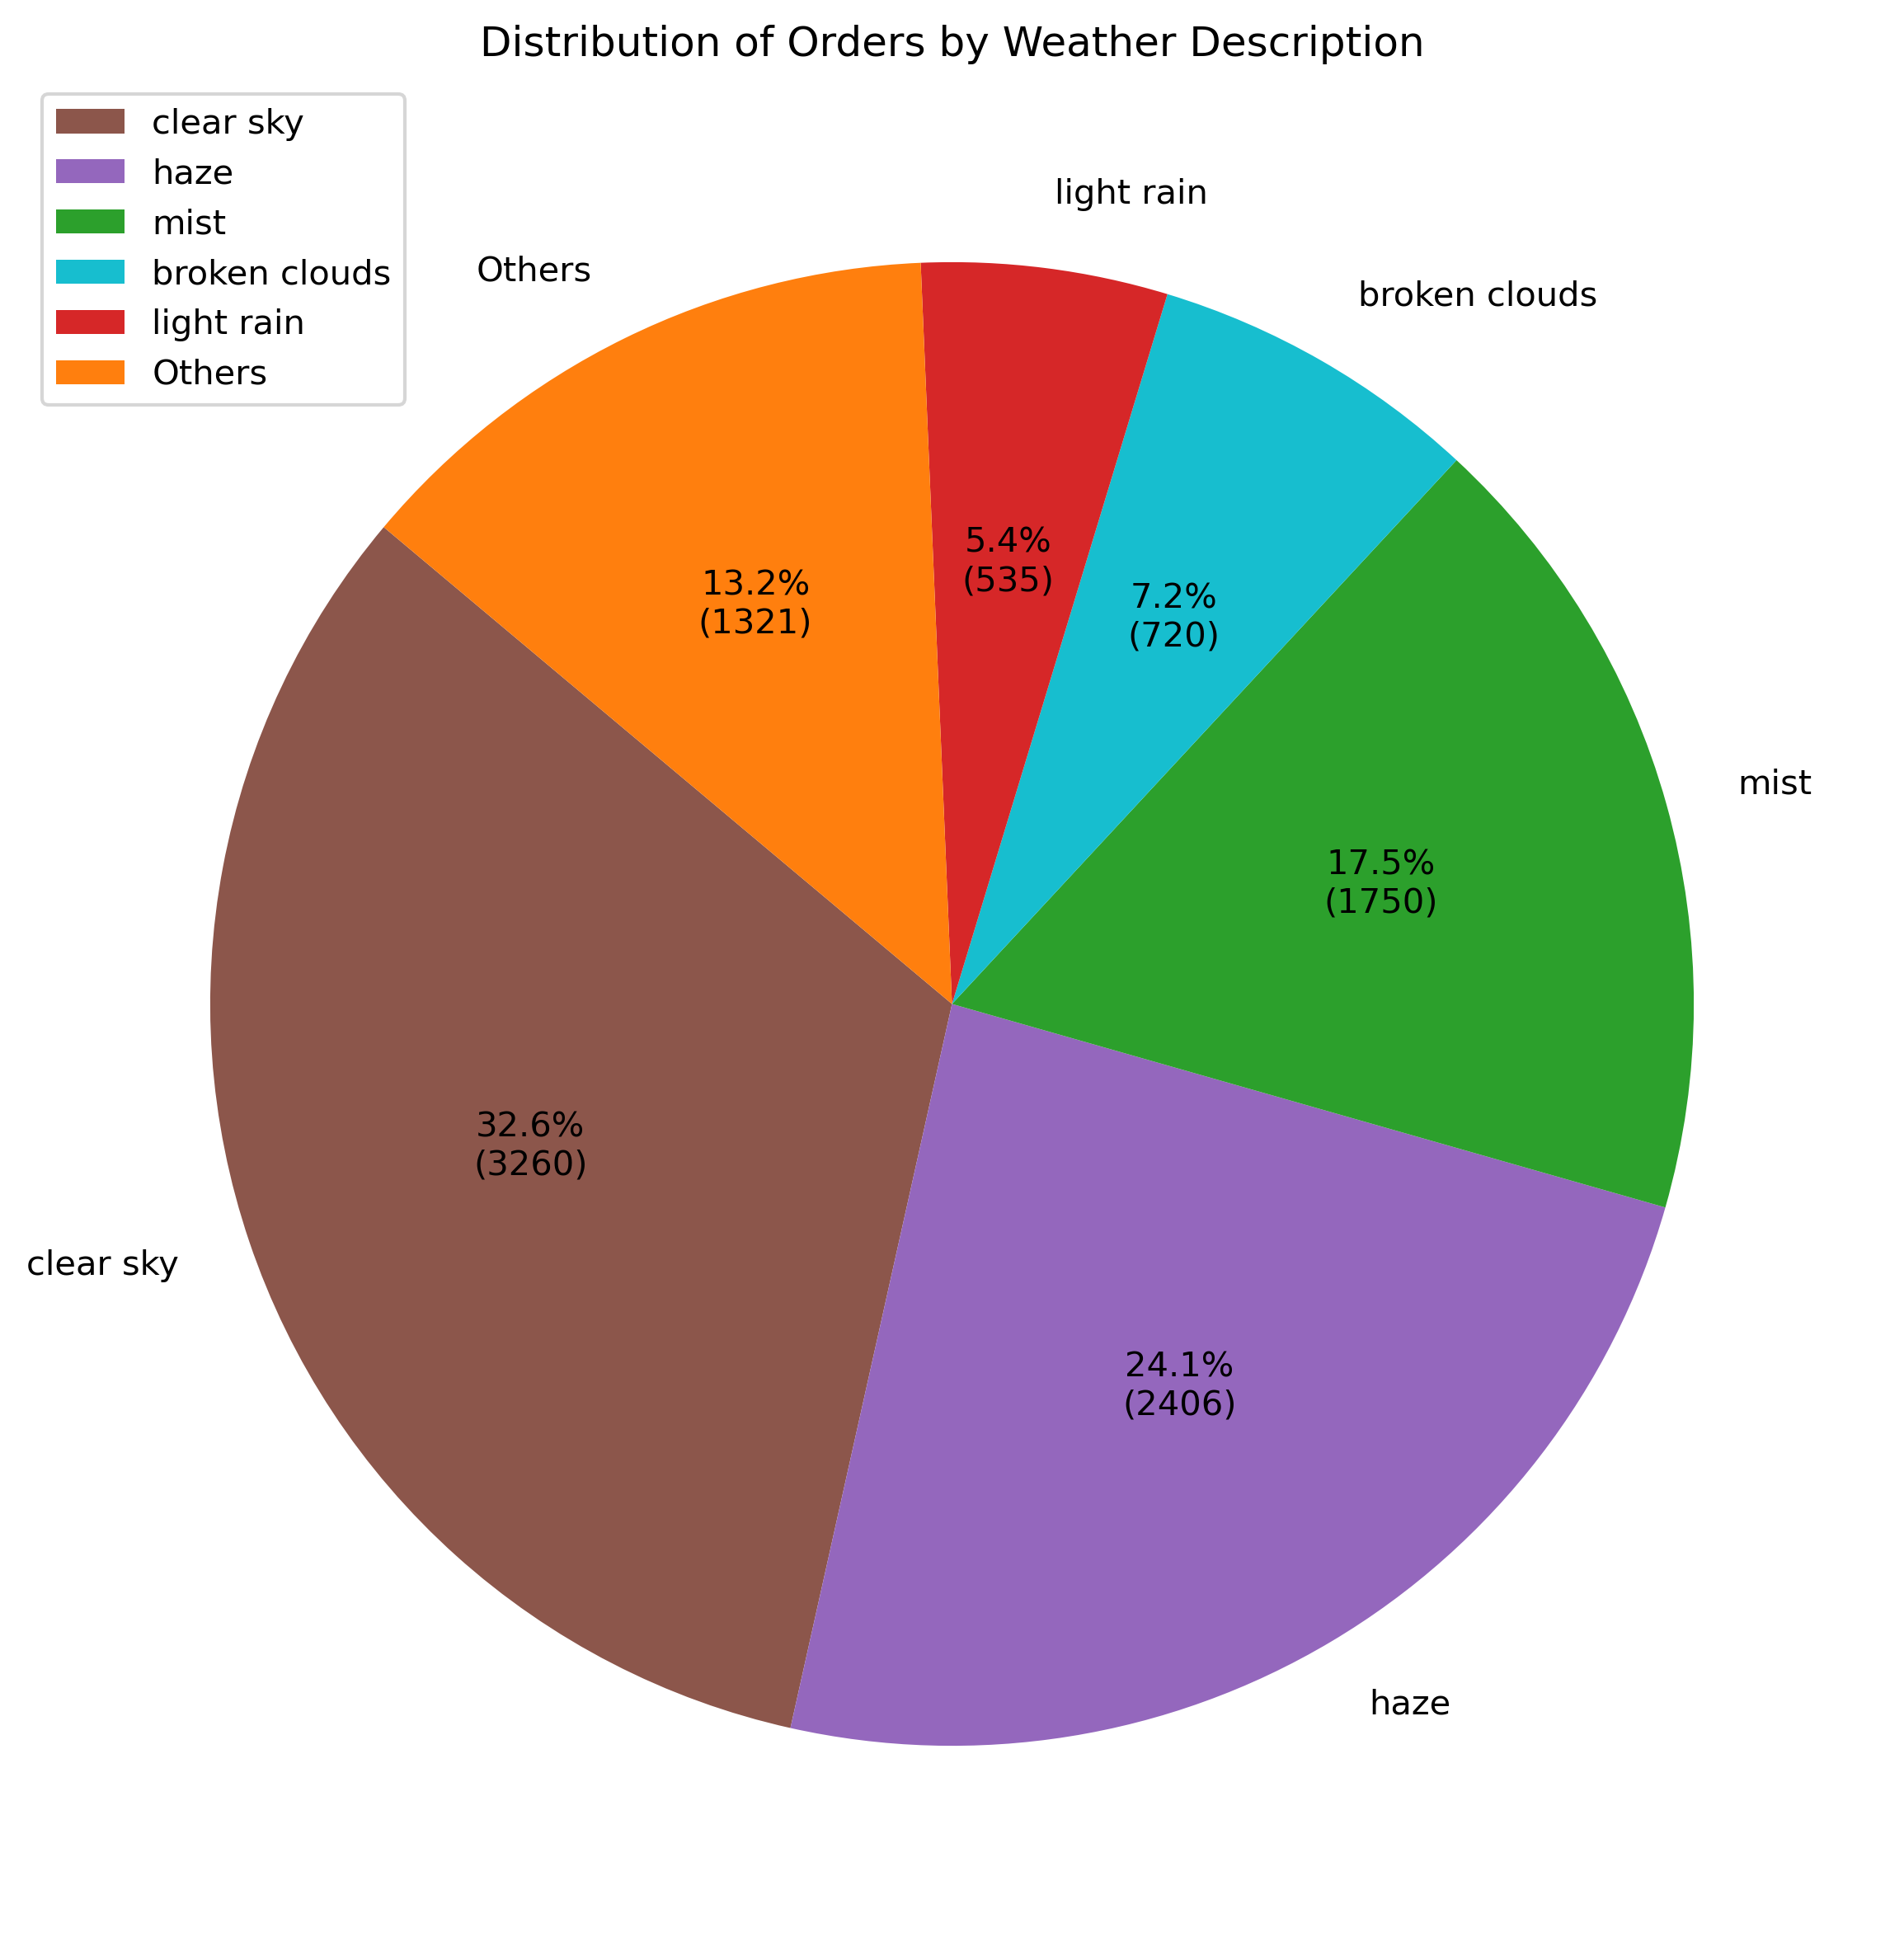 Distribution of Orders by Weather Description
clear sky
haze
mist
broken clouds
light rain
Others
light rain
Others
broken clouds
5.4%
(535)
13.2%
(1321)
7.2%
(720)
mist
17.5%
(1750)
32.6%
(3260)
clear sky
24.1%
(2406)
haze